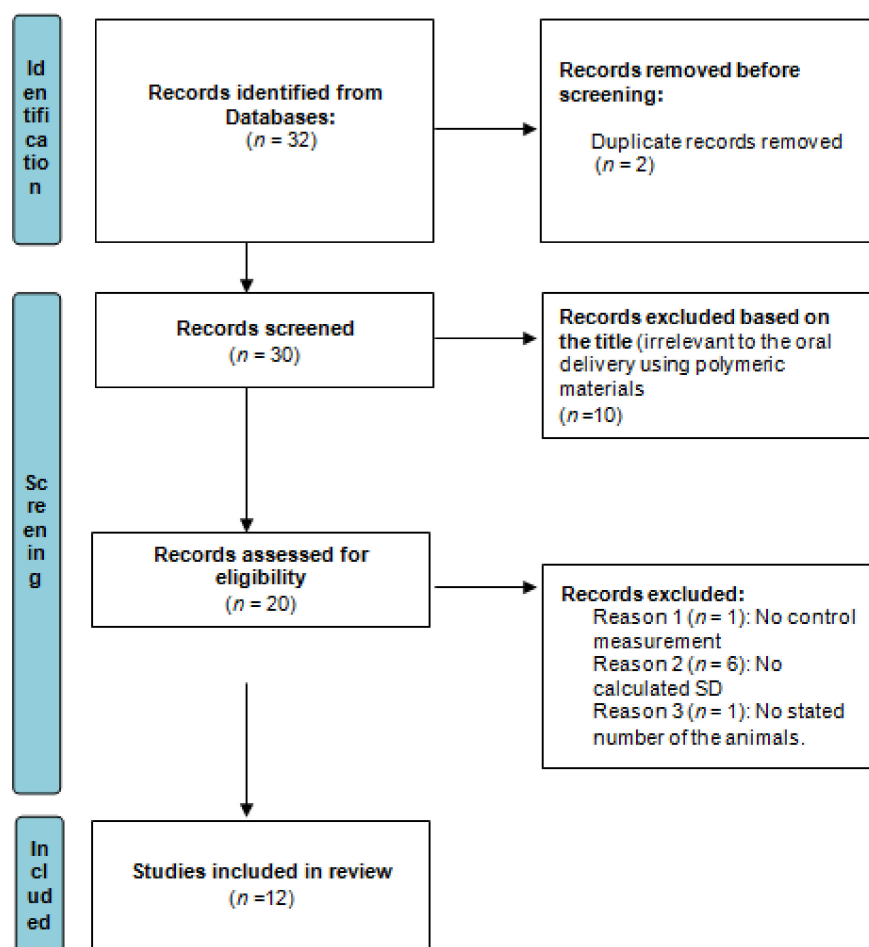 Id
en
tifi
ca
tio
n
Records identified from
Databases:
(n = 32)
Records removed before
screening:
Duplicate records removed
(n = 2)
Sc
re
en
in
g
Records screened
(n = 30)
Records excluded based on
the title (irrelevant to the oral
delivery using polymeric
materials
(n =10)
Records assessed for
eligibility
(n = 20)
Records excluded:
Reason 1 (n = 1): No control
measurement
Reason 2 (n = 6): No
calculated SD
Reason 3 (n = 1): No stated
number of the animals.
In
cl
ud
ed
Studies included in review
(n =12)